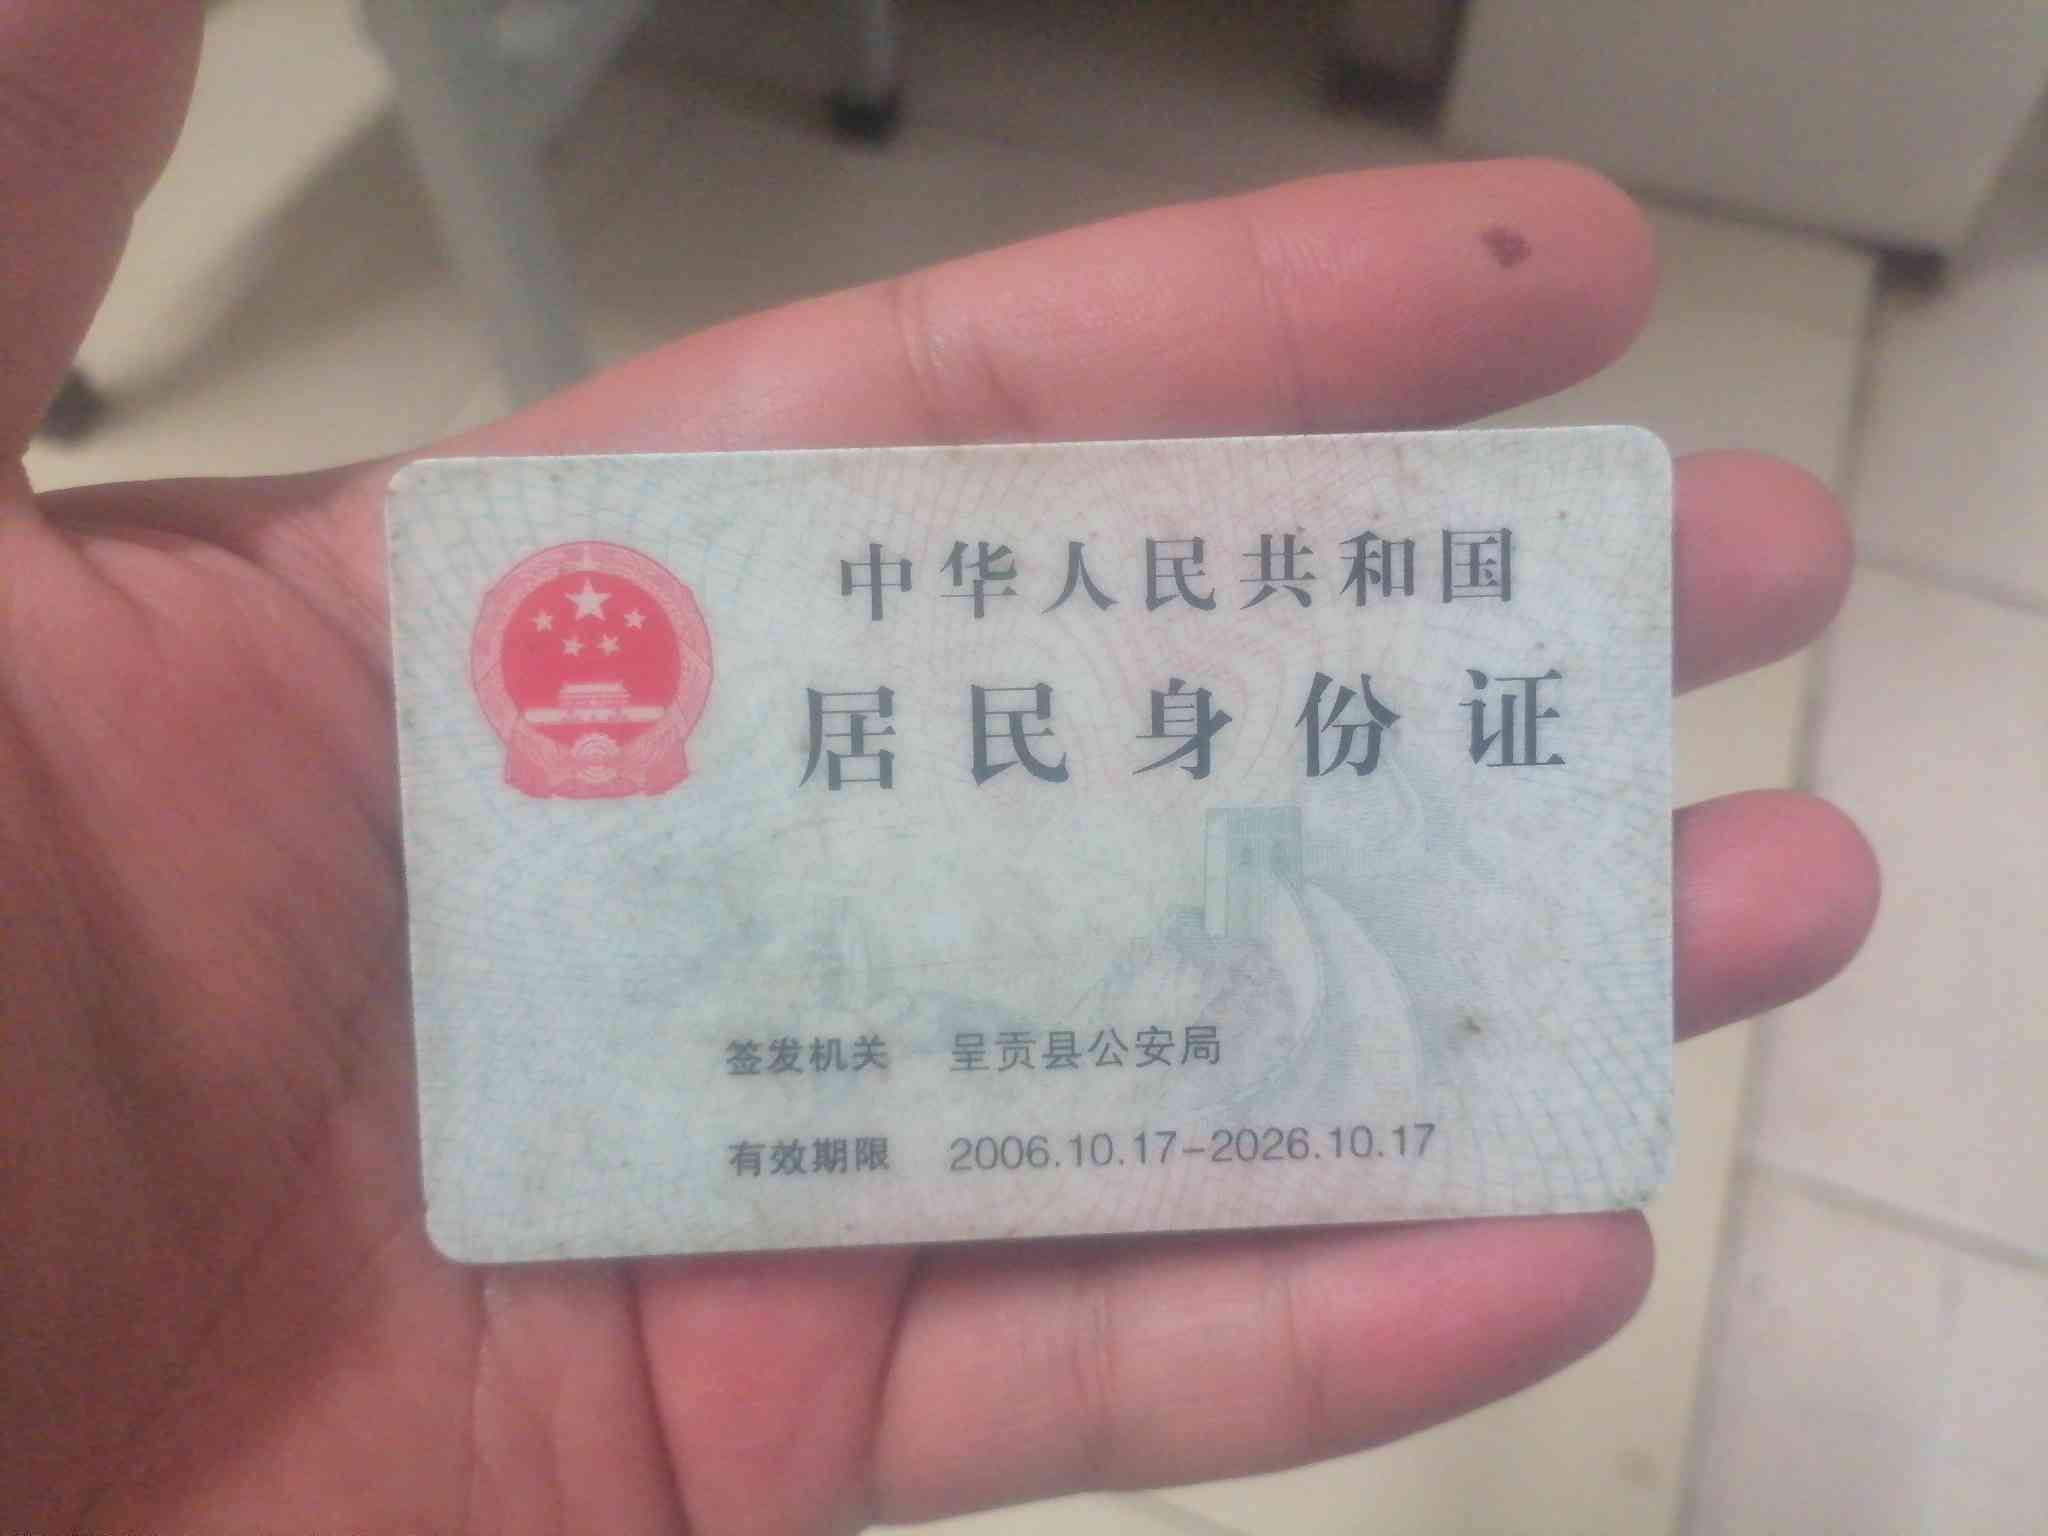 中华人民共和国
居民身份证
签发机关 呈贡县公安局
有效期限 2006.10.17-2026.10.17